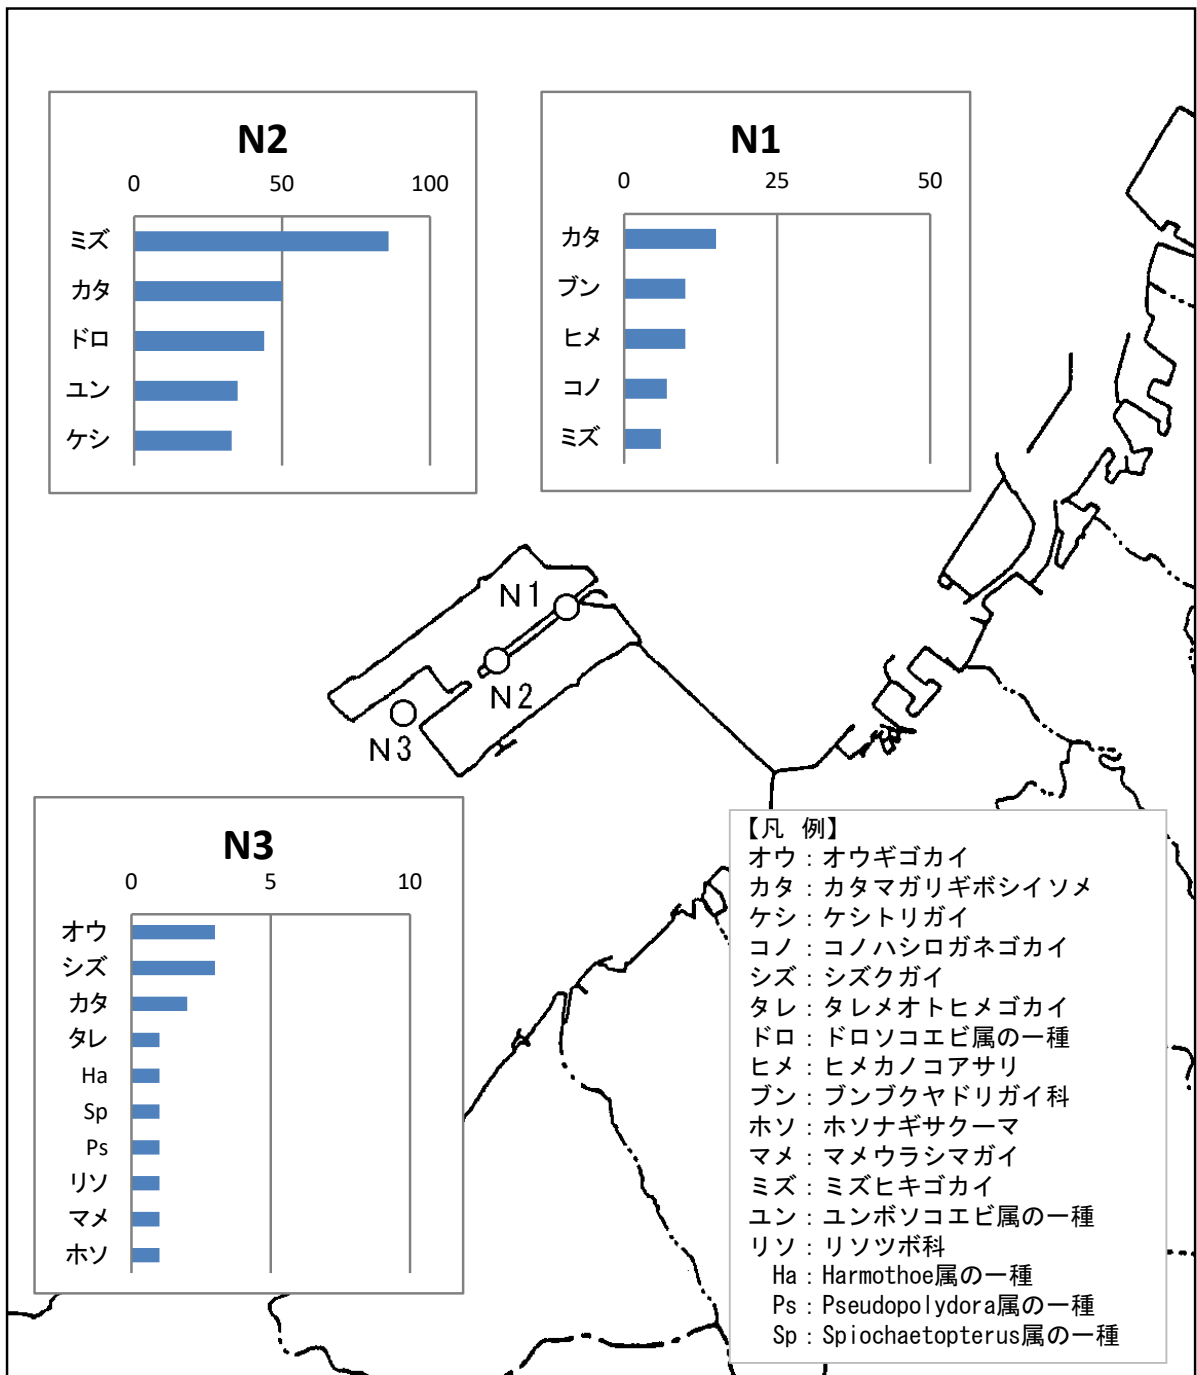 N2
0 50 100
ミズ
カタ
ドロ
ユン
ケシ
N1
0 25 50
カタ
ブン
ヒメ
コノ
ミズ
N1
N2
N3
N3
0 5 10
オウ
シズ
カタ
タレ
Ha
Sp
Ps
リソ
マメ
ホソ
【凡 例】
オウ：オウギゴカイ
カタ：カタマガリギボシイソメ
ケシ：ケシトリガイ
コノ：コノハシロガネゴカイ
シズ：シズクガイ
タレ：タレメオトヒメゴカイ
ドロ：ドロソコエビ属の一種
ヒメ：ヒメカノコアサリ
ブン：ブンブクヤドリガイ科
ホソ：ホソナギサクーマ
マメ：マメウラシマガイ
ミズ：ミズヒキゴカイ
ユン：ユンボソコエビ属の一種
リソ：リソツボ科
Ha：Harmothoe属の一種
Ps：Pseudopolydora属の一種
Sp：Spiochaetopterus属の一種